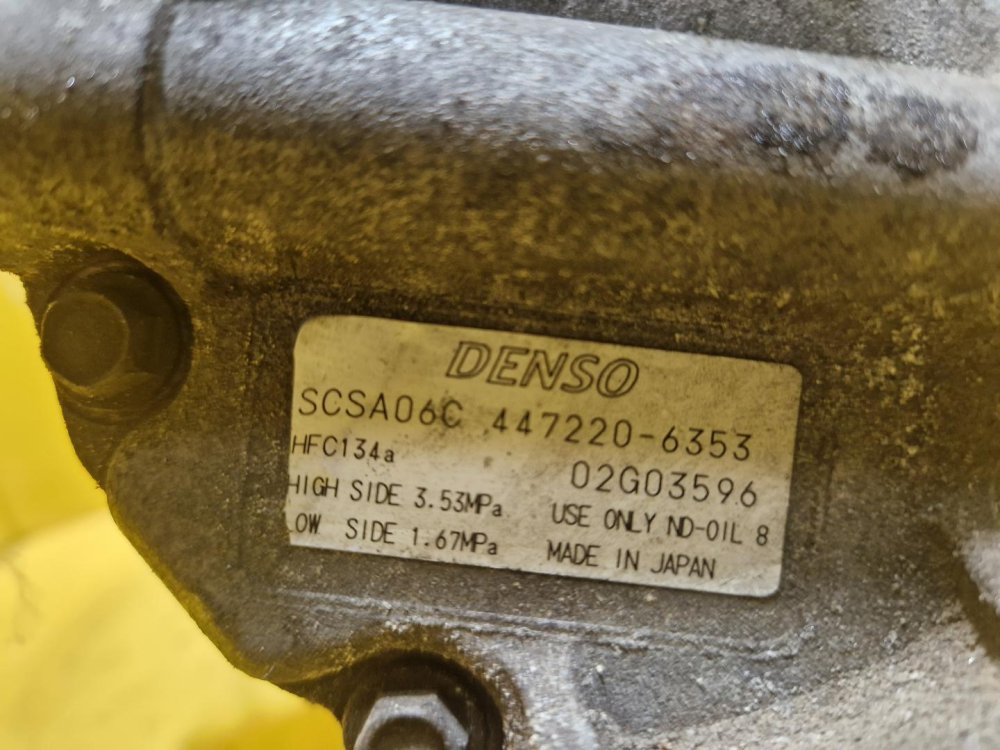 DENSO
SCSA06C 447220-6353
HFC134a 02G03596
HIGH SIDE 3.53MPa USE ONLY ND-OIL 8
LOW SIDE 1.67MPa MADE IN JAPAN